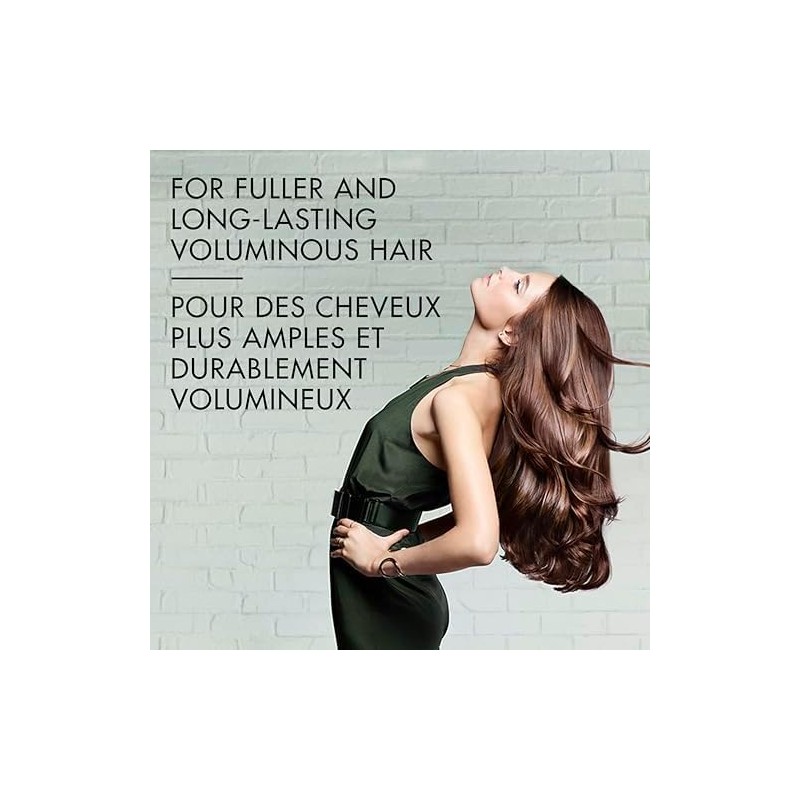 FOR FULLER AND
LONG-LASTING
VOLUMINOUS HAIR
POUR DES CHEVEUX
PLUS AMPLES ET
DURABLEMENT
VOLUMINEUX